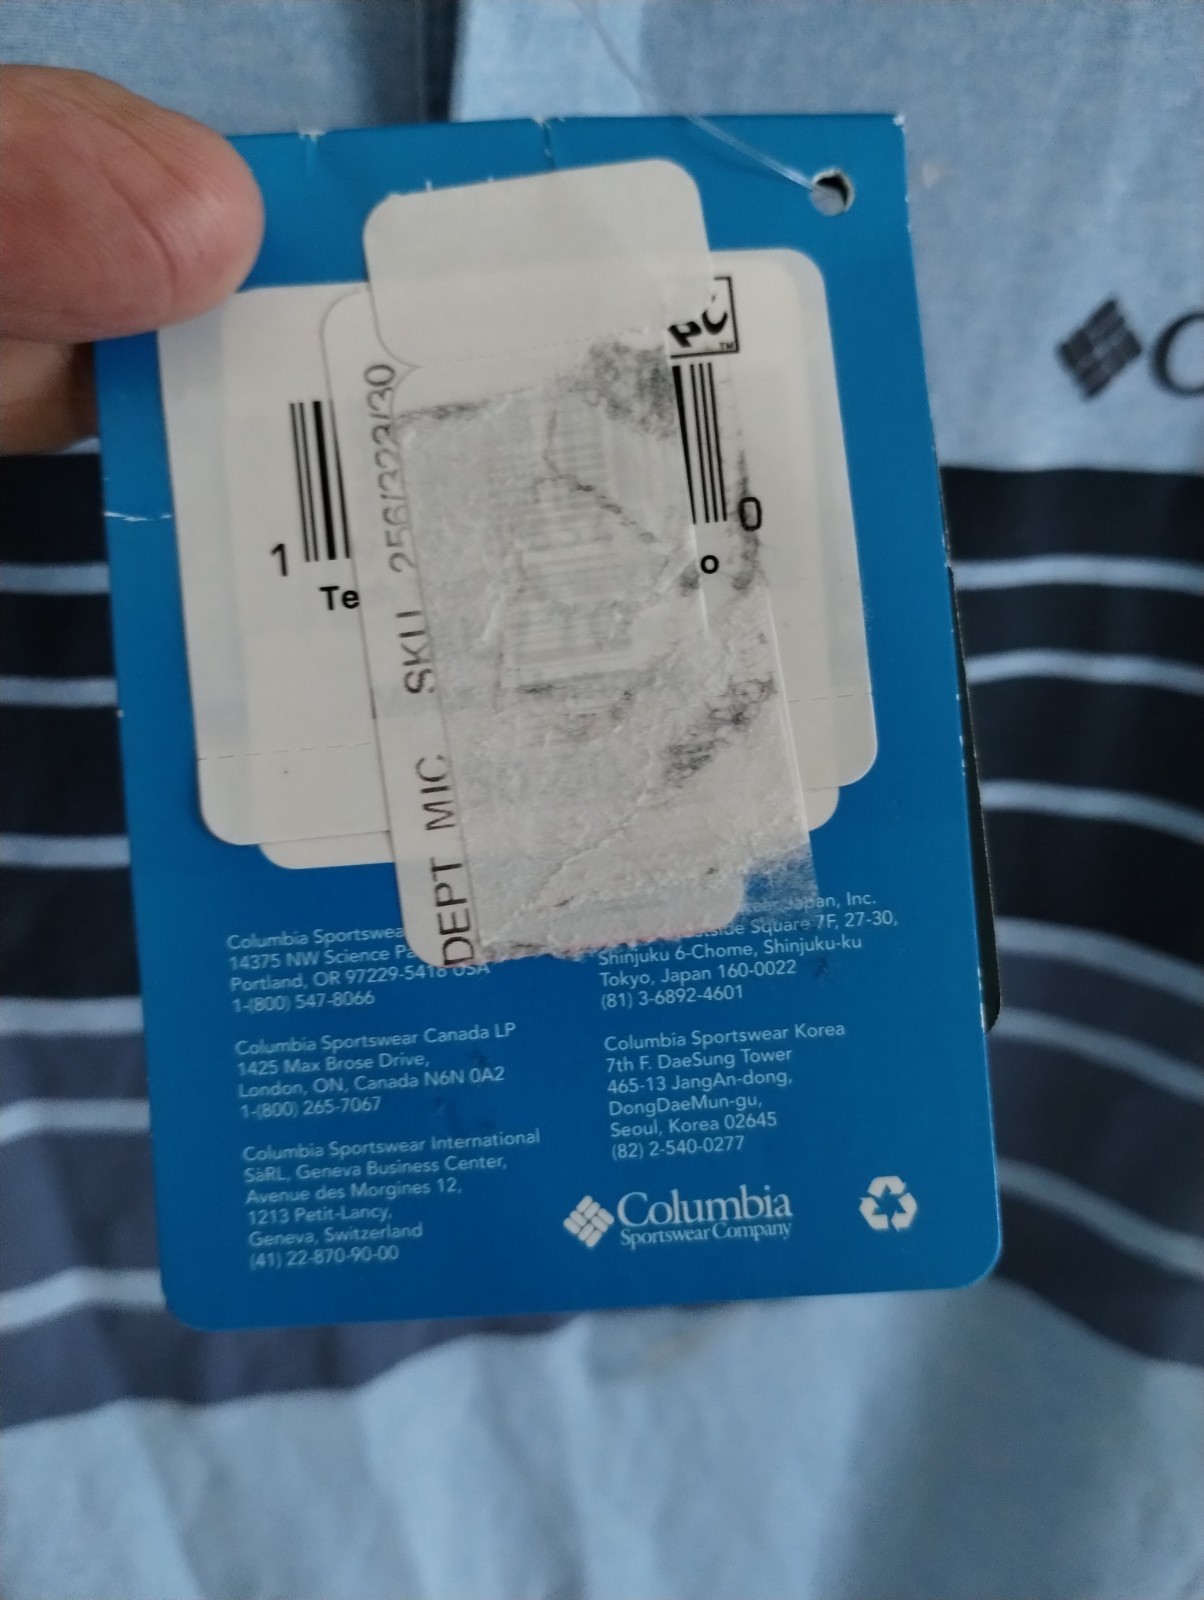 PC
TM
1
0
Te
o
DEPT MIC SKU 256/322/30
Columbia
14375 NW Science
Portland, OR 97229-5416 USA
1-(800) 547-8066
Columbia Sportswear Canada LP
1425 Max Brose Drive,
London, ON, Canada N6N 0A2
1-(800) 265-7067
Columbia Sportswear International
SàRL, Geneva Business Center,
Avenue des Morgines 12,
1213 Petit-Lancy,
Geneva, Switzerland
(41) 22-870-90-00
Japan, Inc.
Square 7F, 27-30,
Shinjuku 6-Chome, Shinjuku-ku
Tokyo, Japan 160-0022
(81) 3-6892-4601
Columbia Sportswear Korea
7th F. DaeSung Tower
465-13 JangAn-dong,
DongDaeMun-gu,
Seoul, Korea 02645
(82) 2-540-0277
Columbia
Sportswear Company